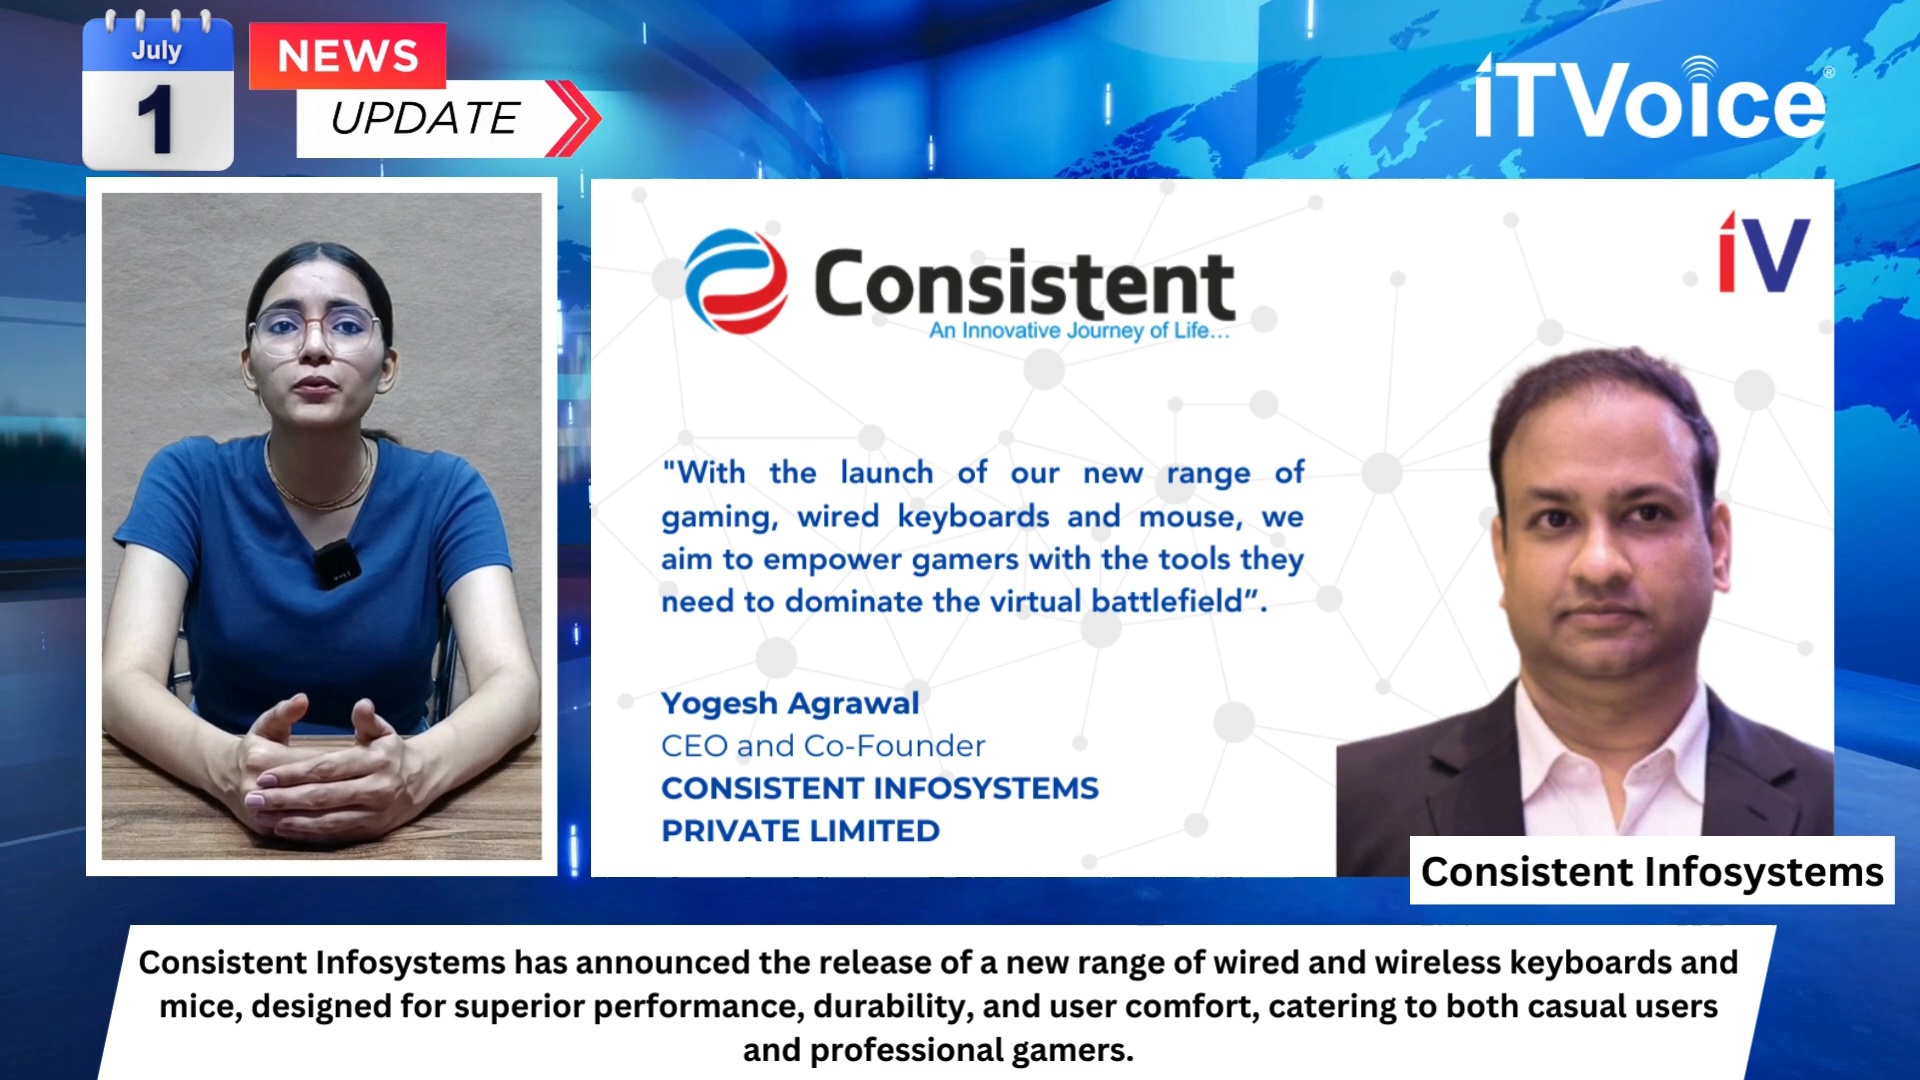 July
1
NEWS
UPDATE
iTVoice®
Consistent
An Innovative Journey of Life...
iV
"With the launch of our new range of
gaming, wired keyboards and mouse, we
aim to empower gamers with the tools they
need to dominate the virtual battlefield”.
Yogesh Agrawal
CEO and Co-Founder
CONSISTENT INFOSYSTEMS
PRIVATE LIMITED
Consistent Infosystems
Consistent Infosystems has announced the release of a new range of wired and wireless keyboards and
mice, designed for superior performance, durability, and user comfort, catering to both casual users
and professional gamers.